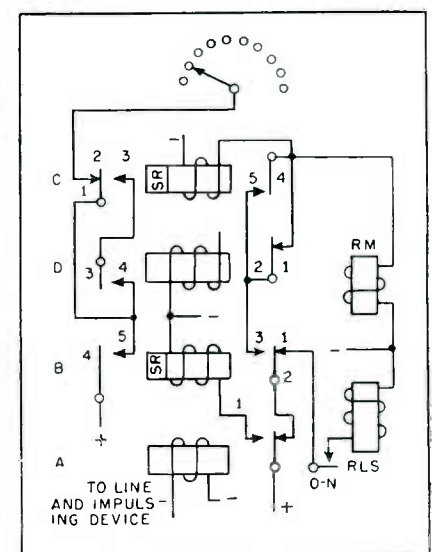 2 3
C 1 SR 5 4
D 3 4 2 1 RM
5 3 1
B 4 SR 2
1
A RLS
O-N
TO LINE
AND IMPULS-
ING DEVICE